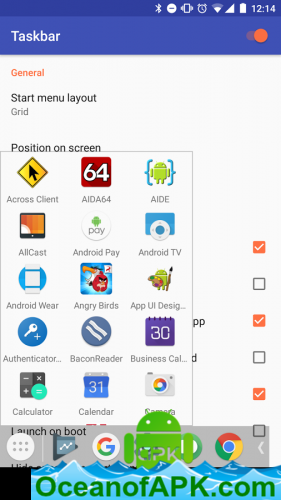 12:14
Taskbar
General
Start menu layout
Grid
Position on screen
Across Client
64
AIDA64
AIDE
AllCast
pay
Android Pay
Android TV
Android Wear
Angry Birds
App UI Desig...
pp
Authenticator...
BaconReader
30
Business Cal...
d
Calculator
31
Calendar
Camera
Launch on boot
APK
OceanofAPK.com